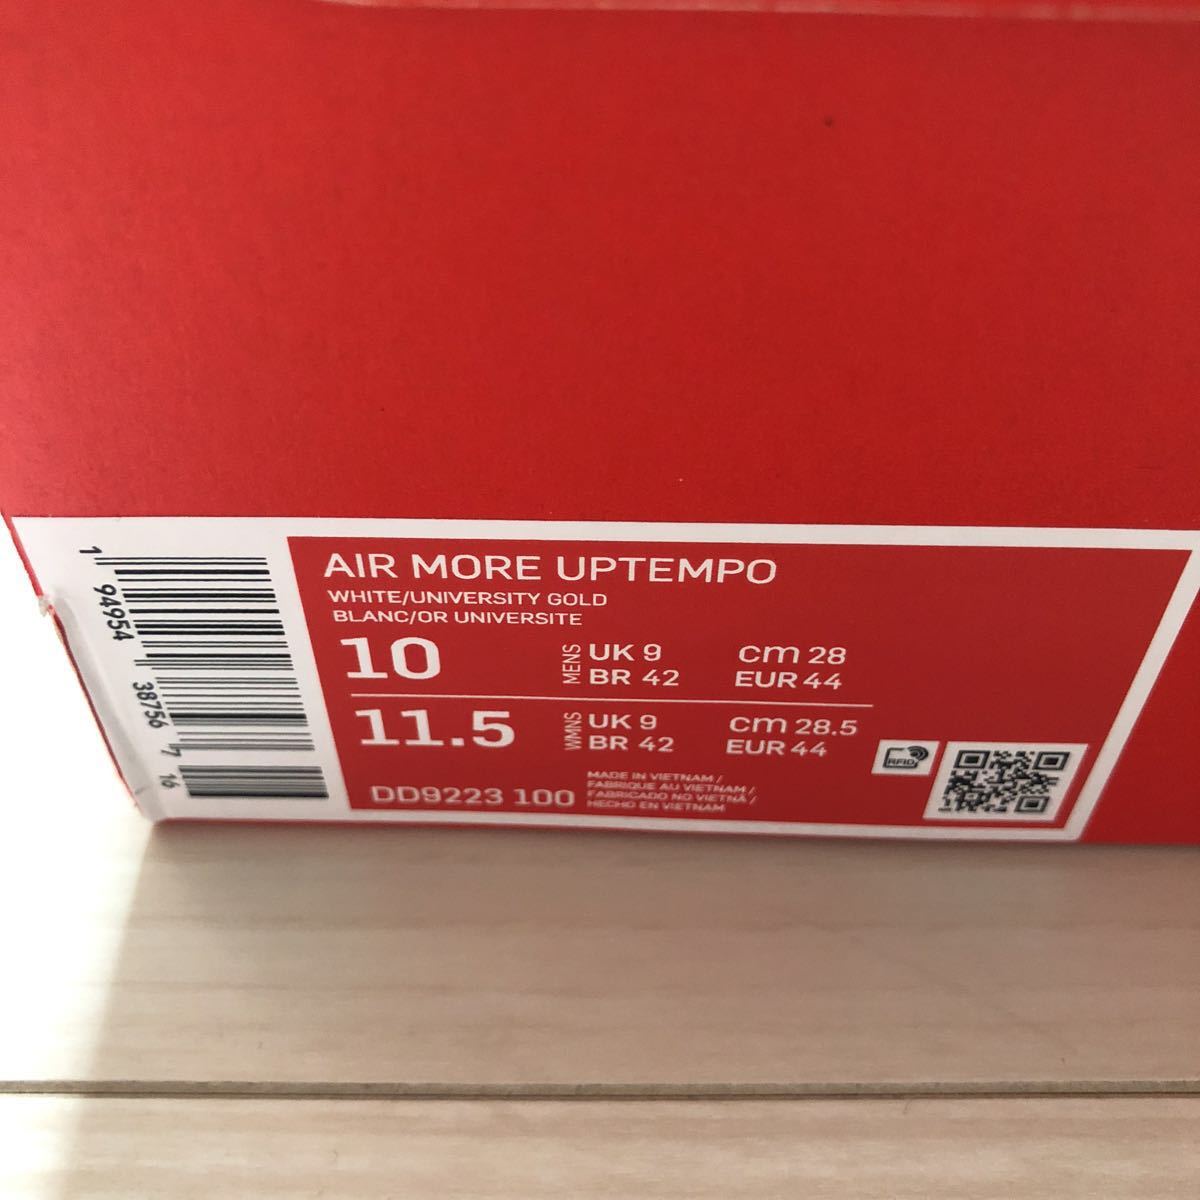 AIR MORE UPTEMPO
WHITE/UNIVERSITY GOLD
BLANC/OR UNIVERSITE
10 MENS UK 9 cm 28
BR 42 EUR 44
11.5 WMNS UK 9 cm 28.5
BR 42 EUR 44
DD9223 100
MADE IN VIETNAM /
FABRIQUE AU VIETNAM /
FABRICADO NO VIETNÃ /
HECHO EN VIETNAM
RFID
1 94954 38756 7 16